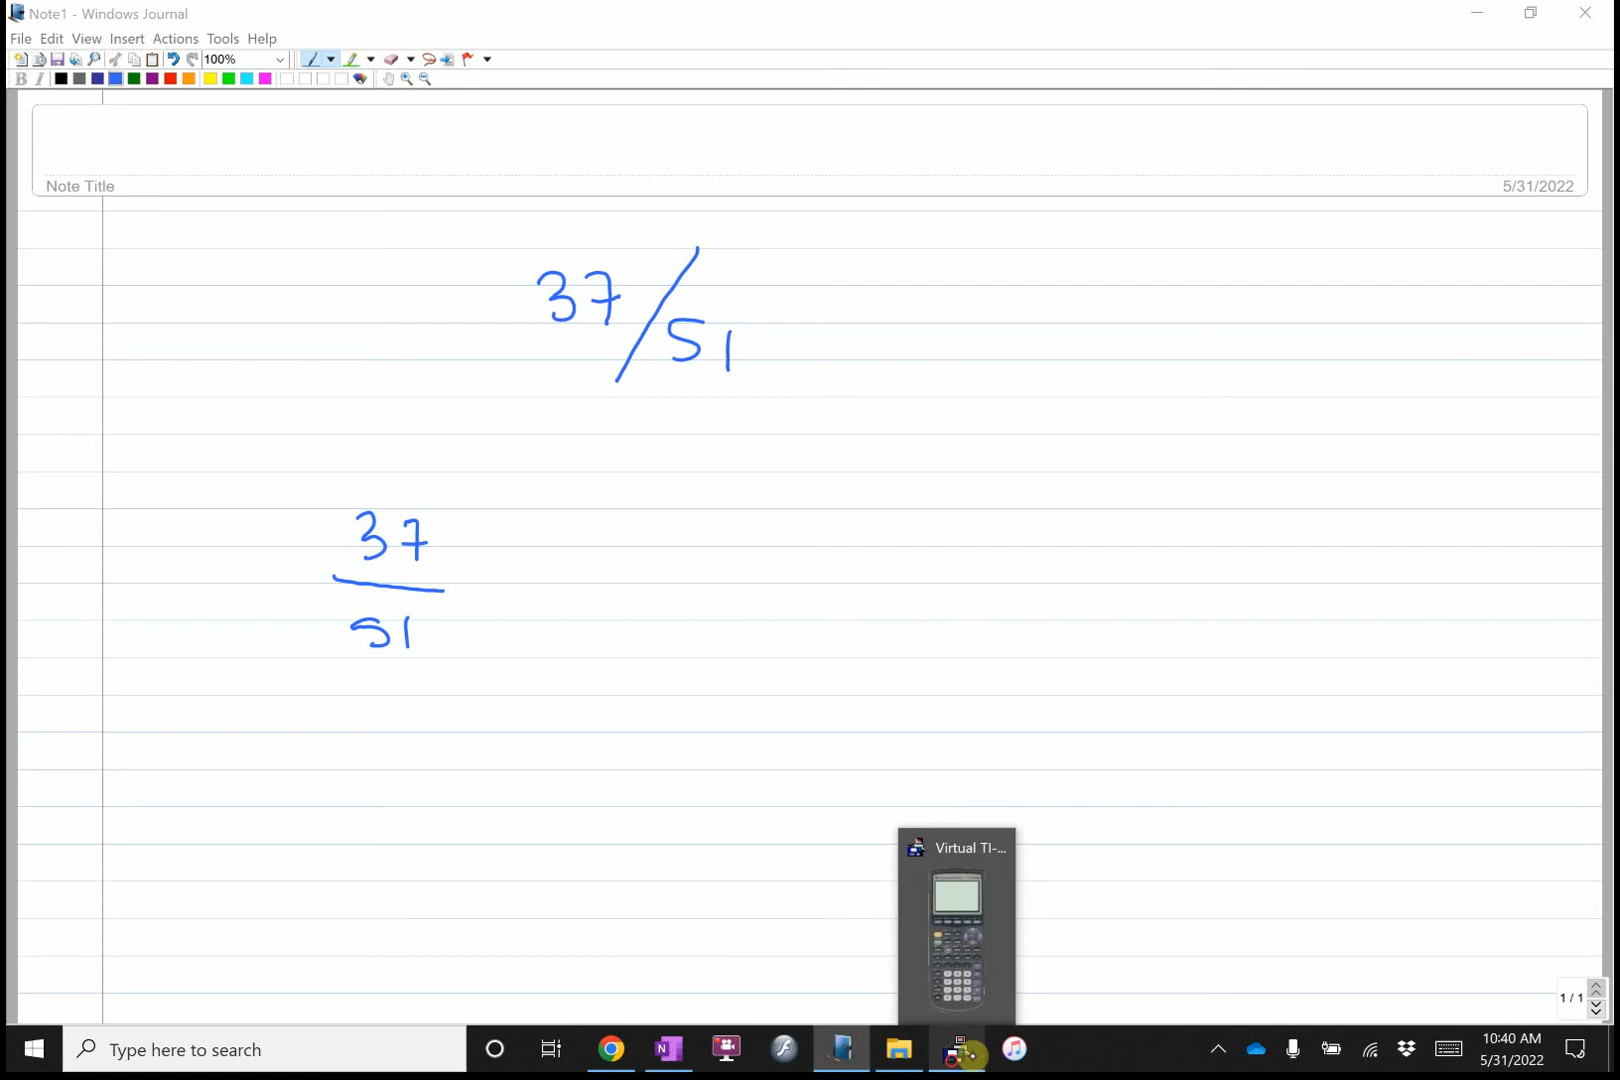 Note1 - Windows Journal
File Edit View Insert Actions Tools Help
100%
B I
Note Title
5/31/2022
37/51
37
51
Virtual TI-...
1 / 1
Type here to search
10:40 AM
5/31/2022